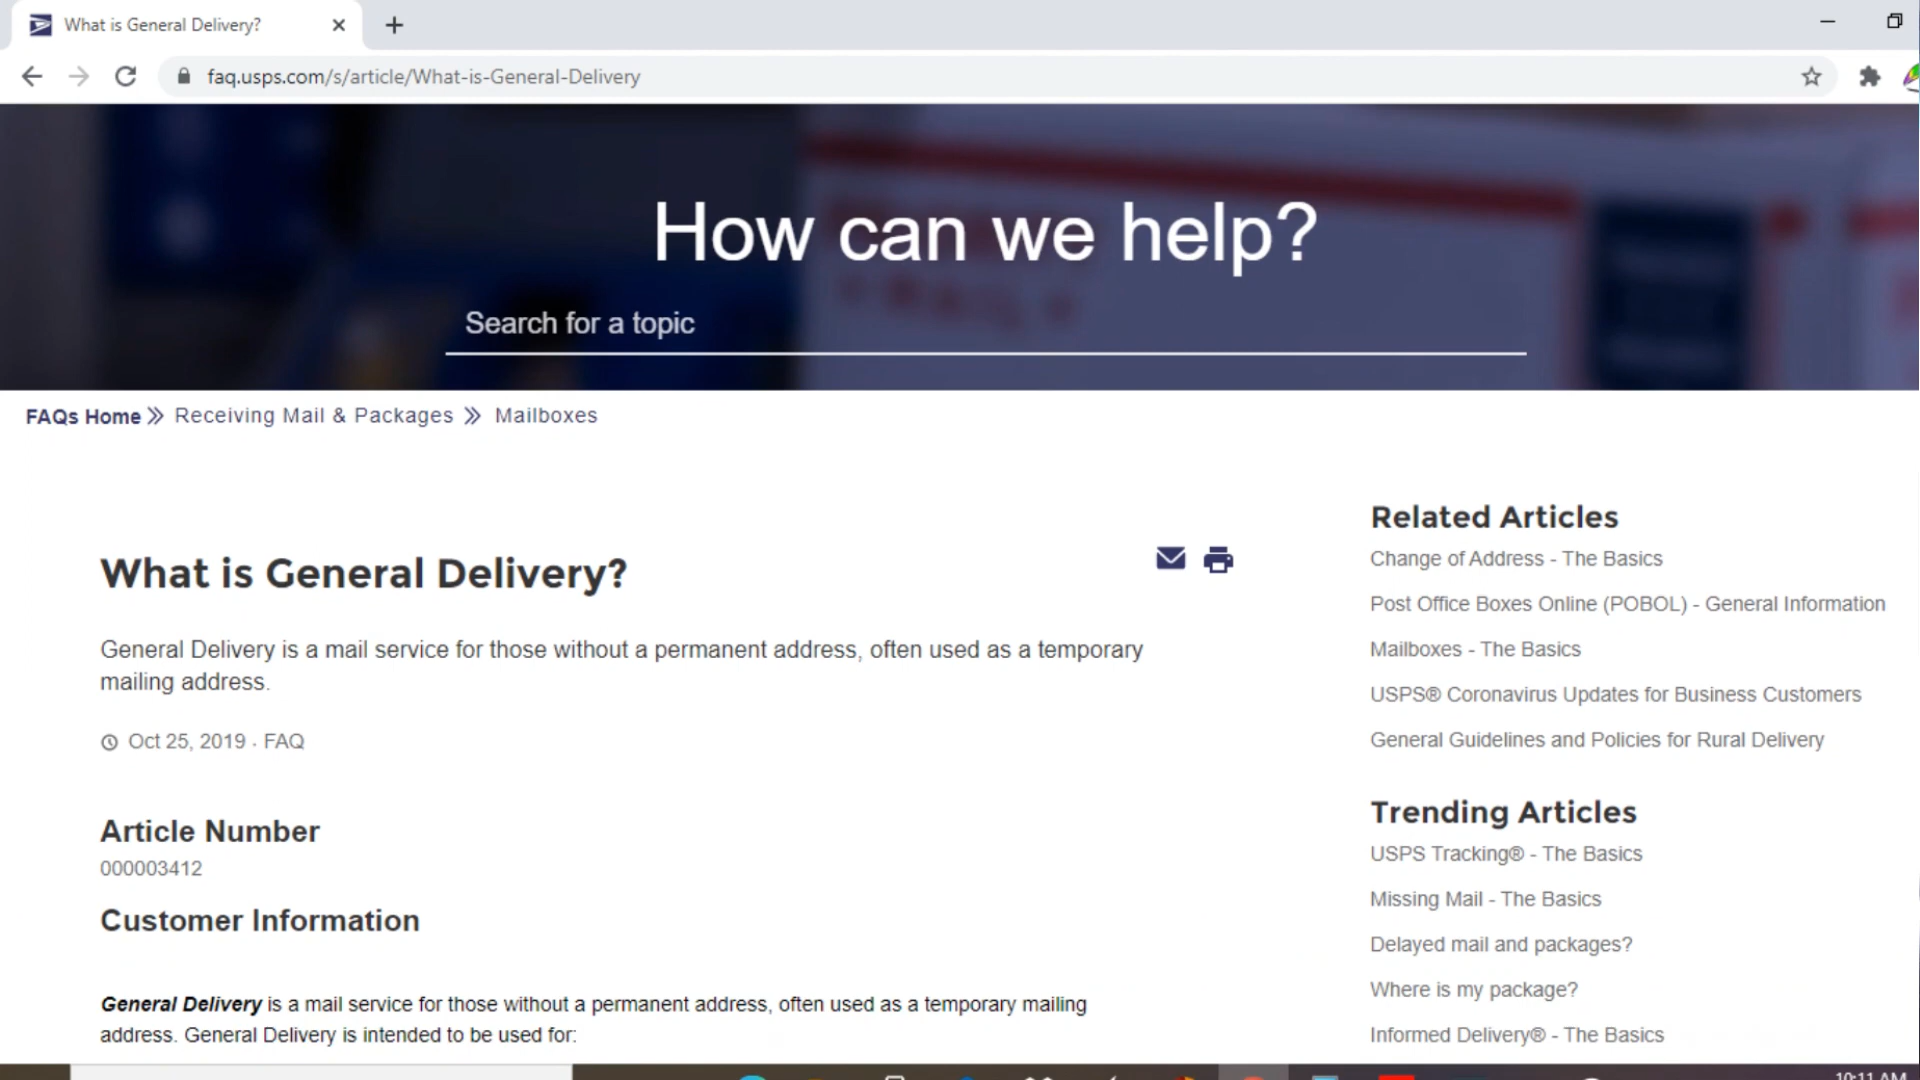 What is General Delivery?
faq.usps.com/s/article/What-is-General-Delivery
How can we help?
Search for a topic
FAQs Home » Receiving Mail & Packages » Mailboxes
What is General Delivery?
General Delivery is a mail service for those without a permanent address, often used as a temporary
mailing address.
Oct 25, 2019 · FAQ
Article Number
000003412
Customer Information
General Delivery is a mail service for those without a permanent address, often used as a temporary mailing
address. General Delivery is intended to be used for:
Related Articles
Change of Address - The Basics
Post Office Boxes Online (POBOL) - General Information
Mailboxes - The Basics
USPS® Coronavirus Updates for Business Customers
General Guidelines and Policies for Rural Delivery
Trending Articles
USPS Tracking® - The Basics
Missing Mail - The Basics
Delayed mail and packages?
Where is my package?
Informed Delivery® - The Basics
10:11 AM